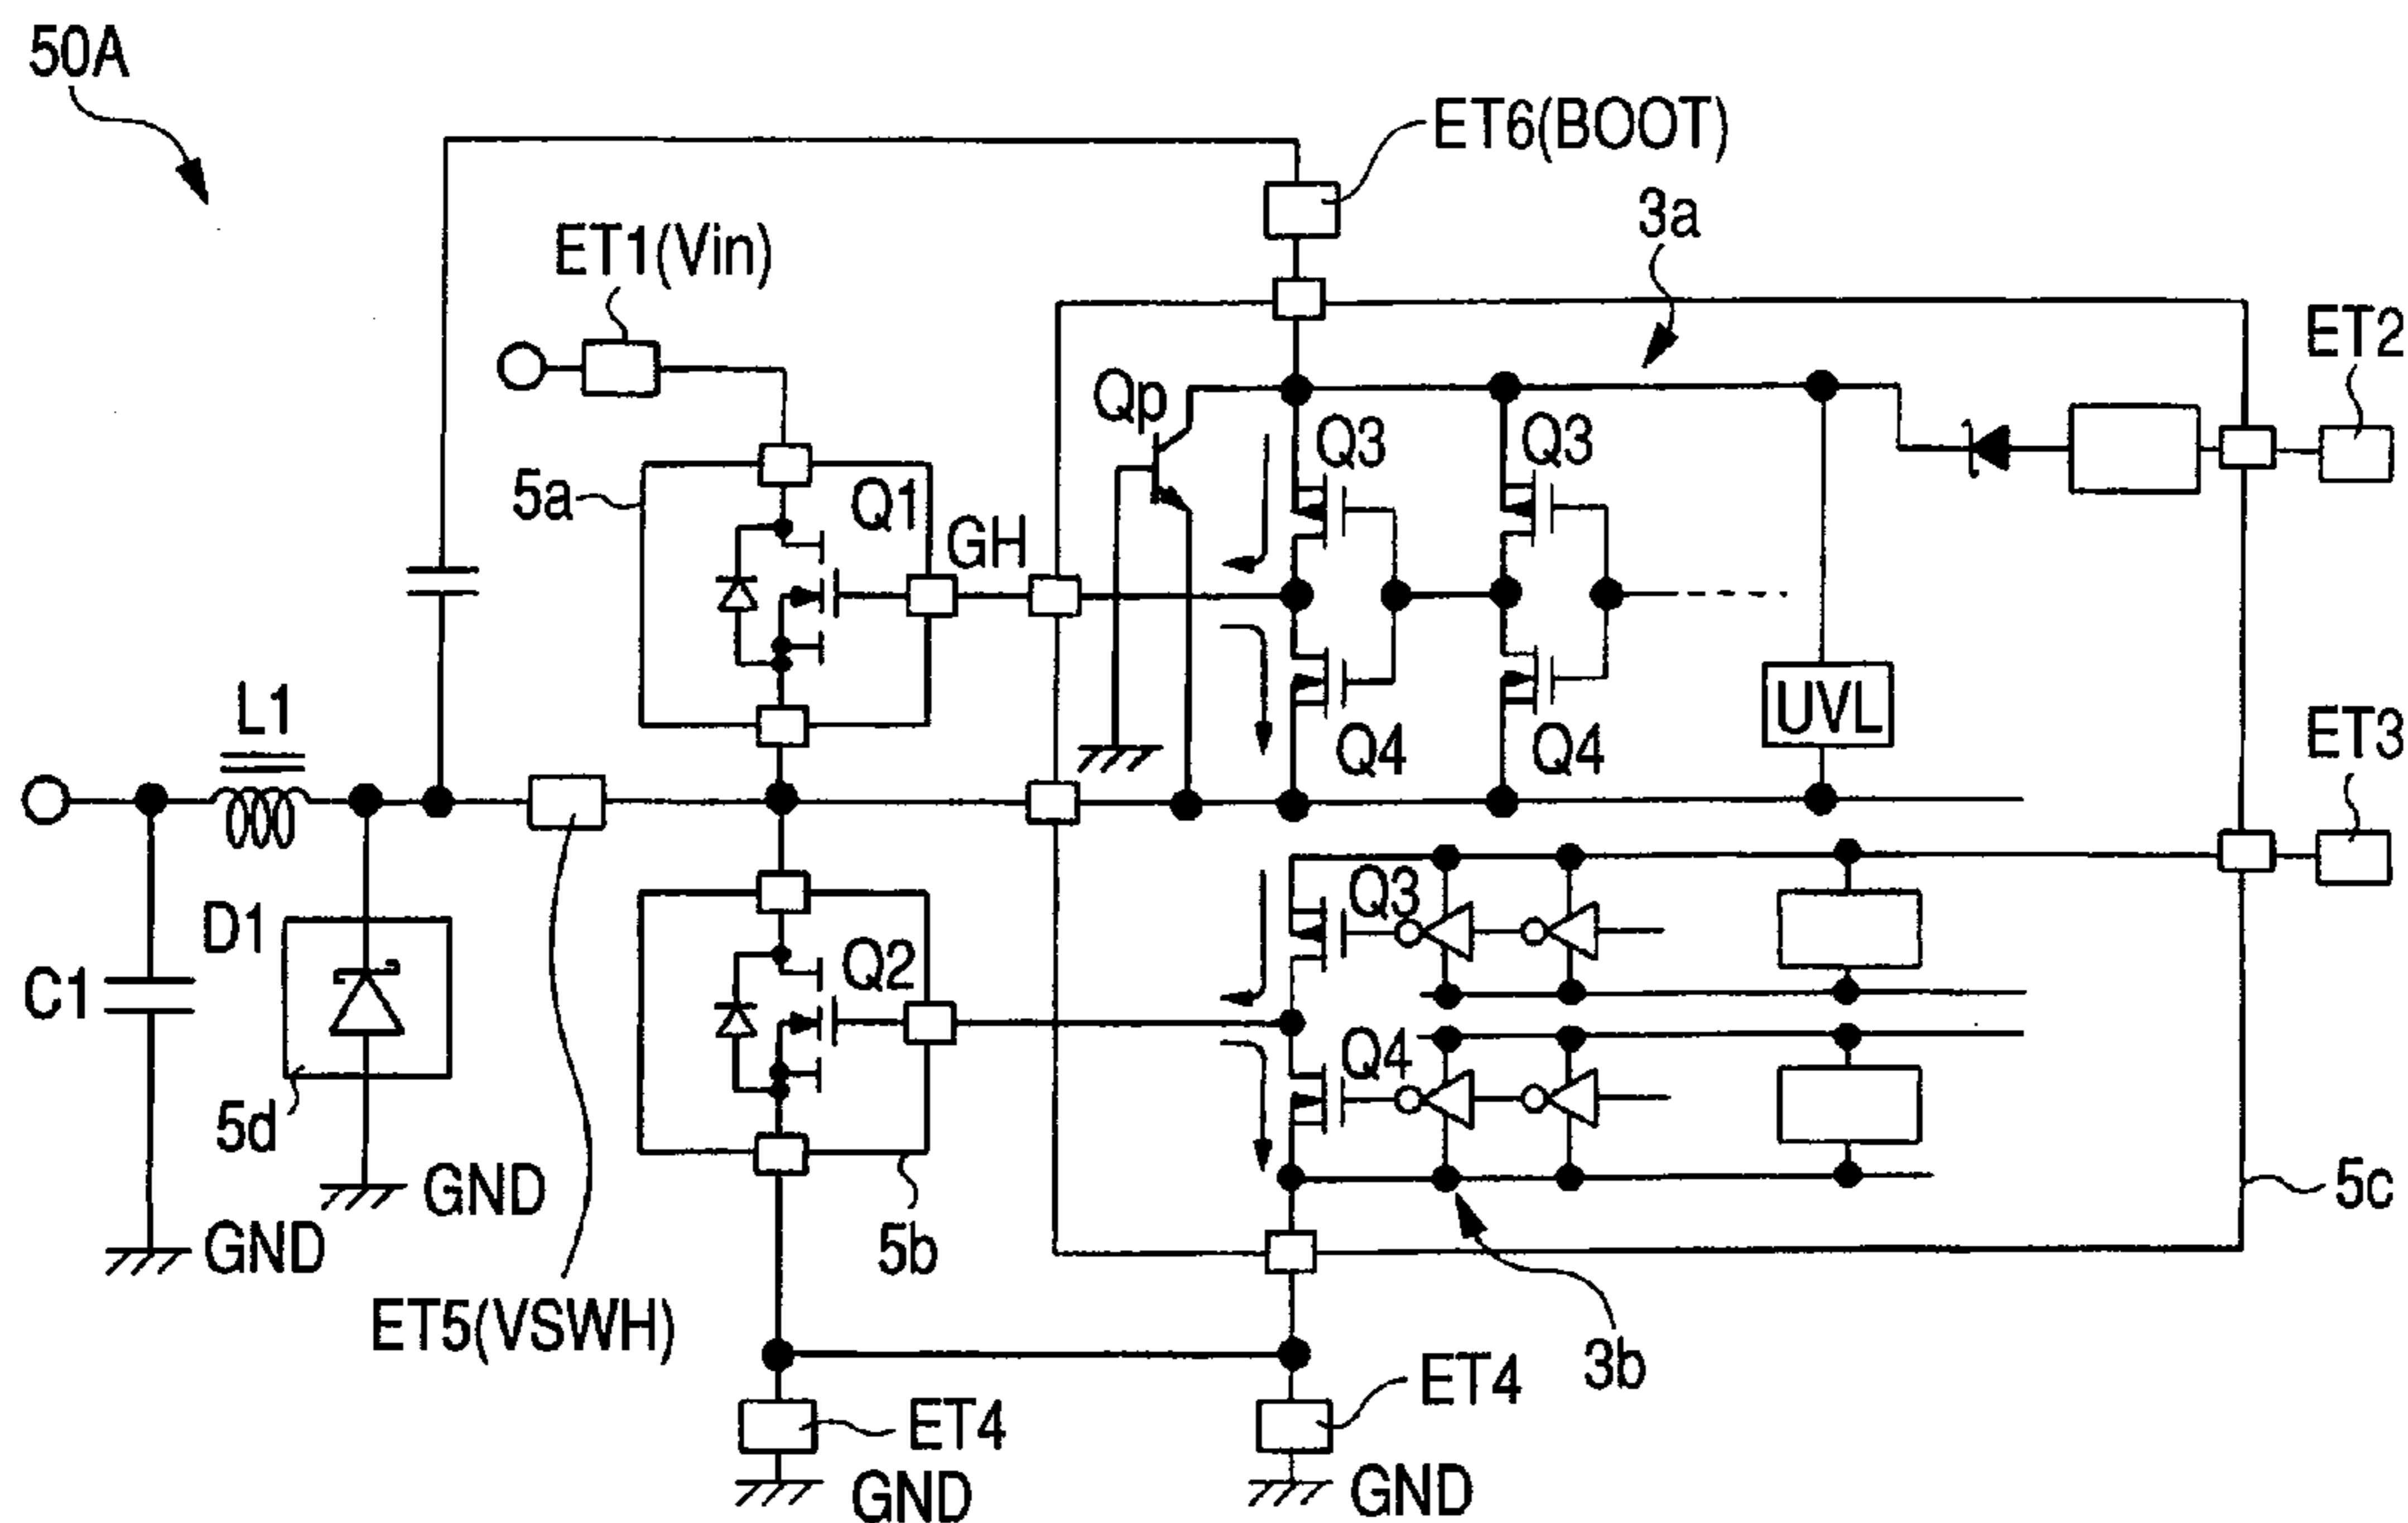 50A
ET6(BOOT)
3a
ET1(Vin)
ET2
Qp
Q3
Q3
5a
Q1
GH
L1
UVL
ET3
Q4
Q4
D1
Q3
Q2
C1
Q4
5d
GND
5c
GND
5b
ET5(VSWH)
3b
ET4
ET4
GND
GND